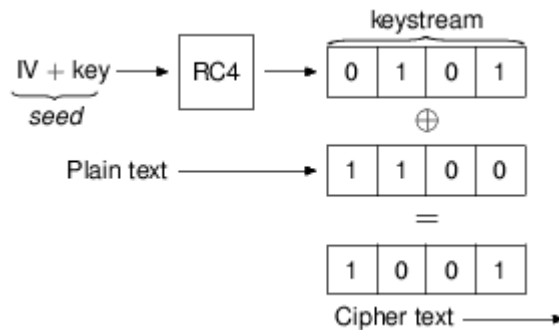 keystream
IV + key RC4 0 1 0 1
seed
⊕
Plain text 1 1 0 0
=
1 0 0 1
Cipher text